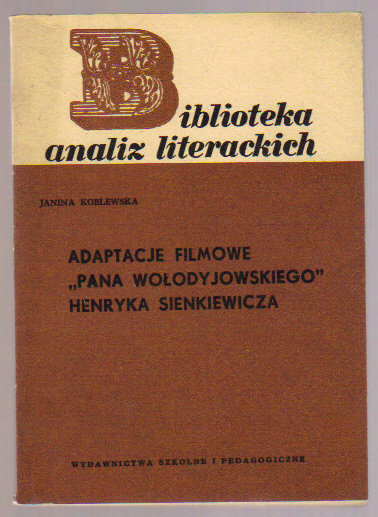 Biblioteka
analiz literackich
JANINA KOBLEWSKA
ADAPTACJE FILMOWE
„PANA WOŁODYJOWSKIEGO”
HENRYKA SIENKIEWICZA
WYDAWNICTWA SZKOLNE I PEDAGOGICZNE